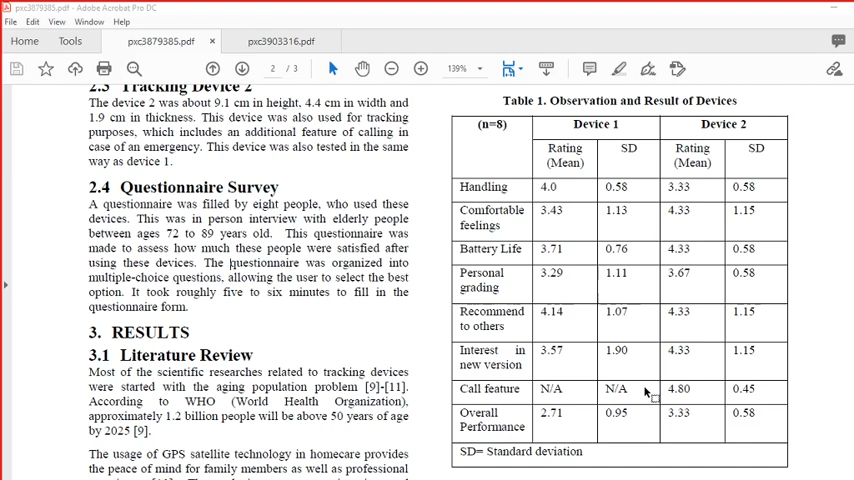 pxc3879385.pdf - Adobe Acrobat Pro DC
File Edit View Window Help
Home Tools pxc3879385.pdf × pxc3903316.pdf
2 / 3 139%
2.3 Tracking Device 2
The device 2 was about 9.1 cm in height, 4.4 cm in width and
1.9 cm in thickness. This device was also used for tracking
purposes, which includes an additional feature of calling in
case of an emergency. This device was also tested in the same
way as device 1.
2.4 Questionnaire Survey
A questionnaire was filled by eight people, who used these
devices. This was in person interview with elderly people
between ages 72 to 89 years old. This questionnaire was
made to assess how much these people were satisfied after
using these devices. The questionnaire was organized into
multiple-choice questions, allowing the user to select the best
option. It took roughly five to six minutes to fill in the
questionnaire form.
3. RESULTS
3.1 Literature Review
Most of the scientific researches related to tracking devices
were started with the aging population problem [9]-[11].
According to WHO (World Health Organization),
approximately 1.2 billion people will be above 50 years of age
by 2025 [9].
The usage of GPS satellite technology in homecare provides
the peace of mind for family members as well as professional
Table 1. Observation and Result of Devices
(n=8) Device 1 Device 2
Rating SD Rating SD
(Mean) (Mean)
Handling 4.0 0.58 3.33 0.58
Comfortable 3.43 1.13 4.33 1.15
feelings
Battery Life 3.71 0.76 4.33 0.58
Personal 3.29 1.11 3.67 0.58
grading
Recommend 4.14 1.07 4.33 1.15
to others
Interest in 3.57 1.90 4.33 1.15
new version
Call feature N/A N/A 4.80 0.45
Overall 2.71 0.95 3.33 0.58
Performance
SD= Standard deviation